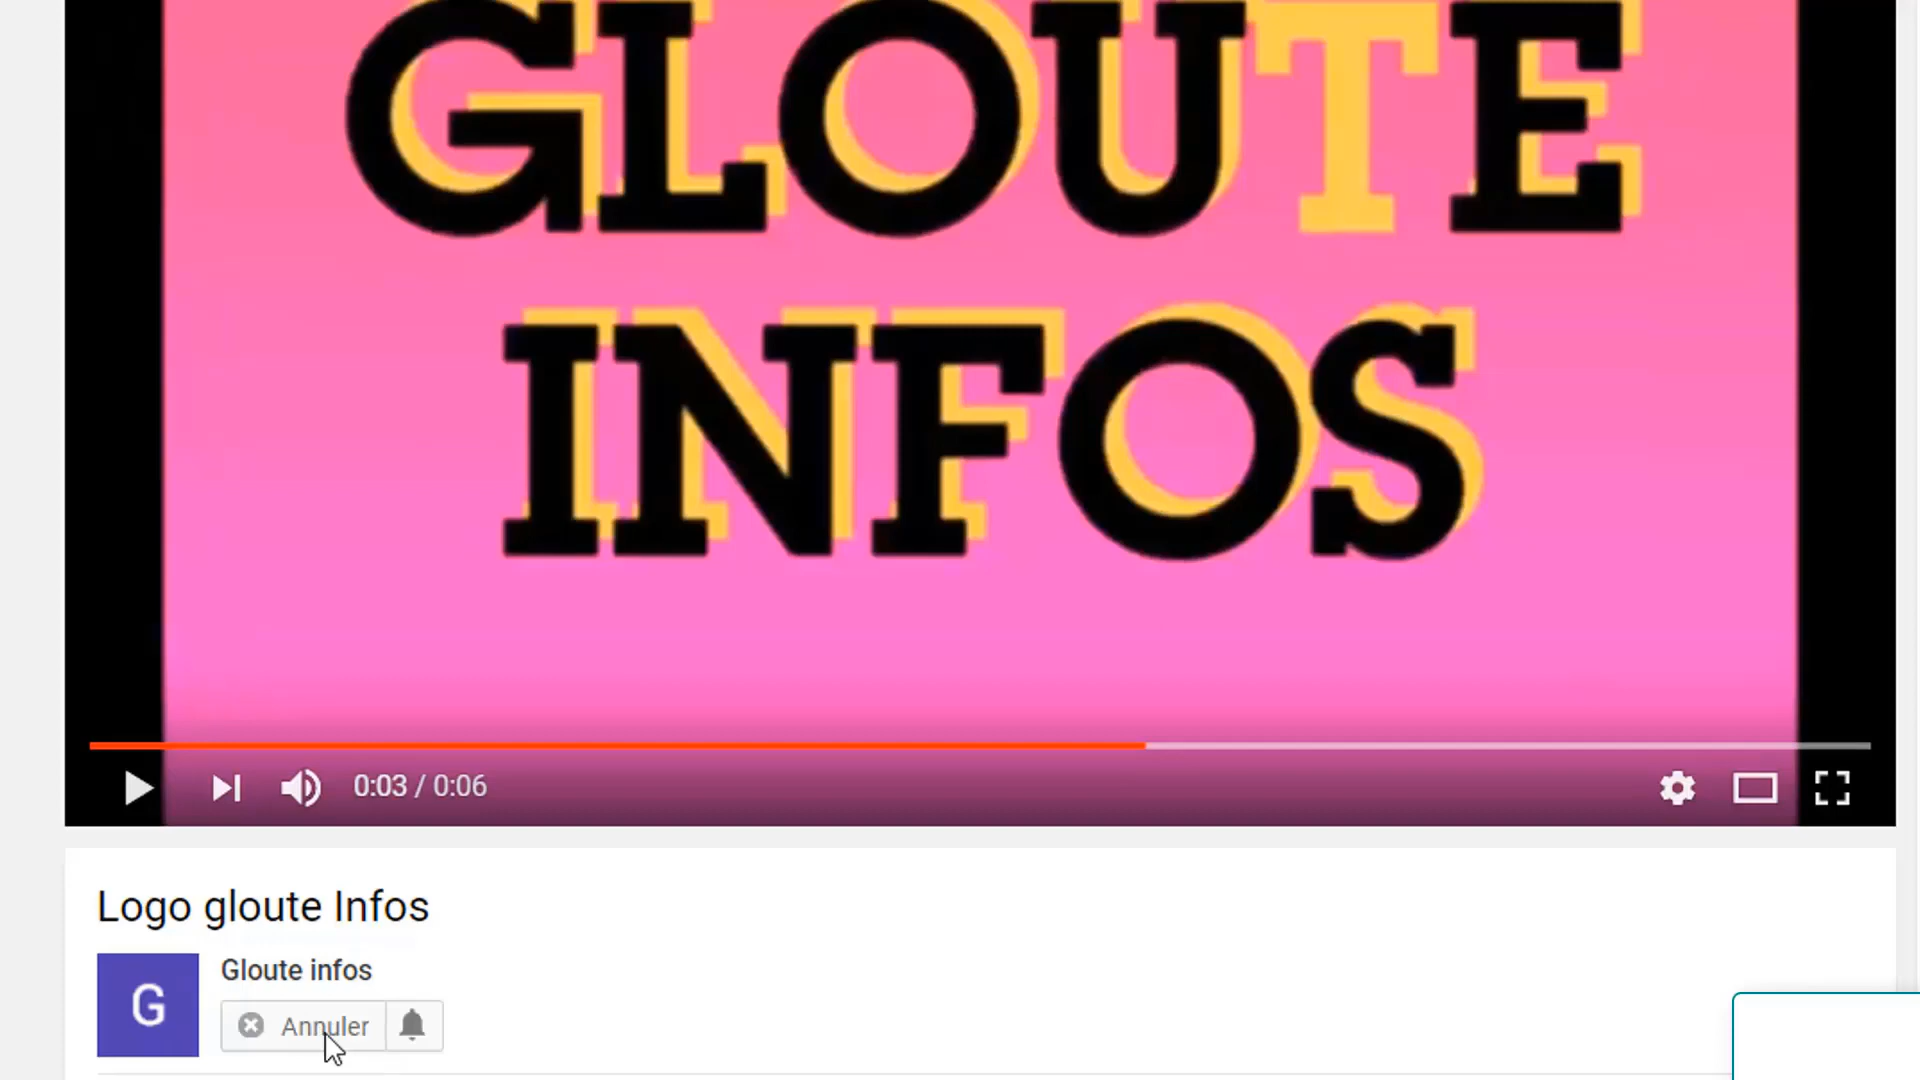 GLOUTE
INFOS
0:03 / 0:06
Logo gloute Infos
G
Gloute infos
Annuler